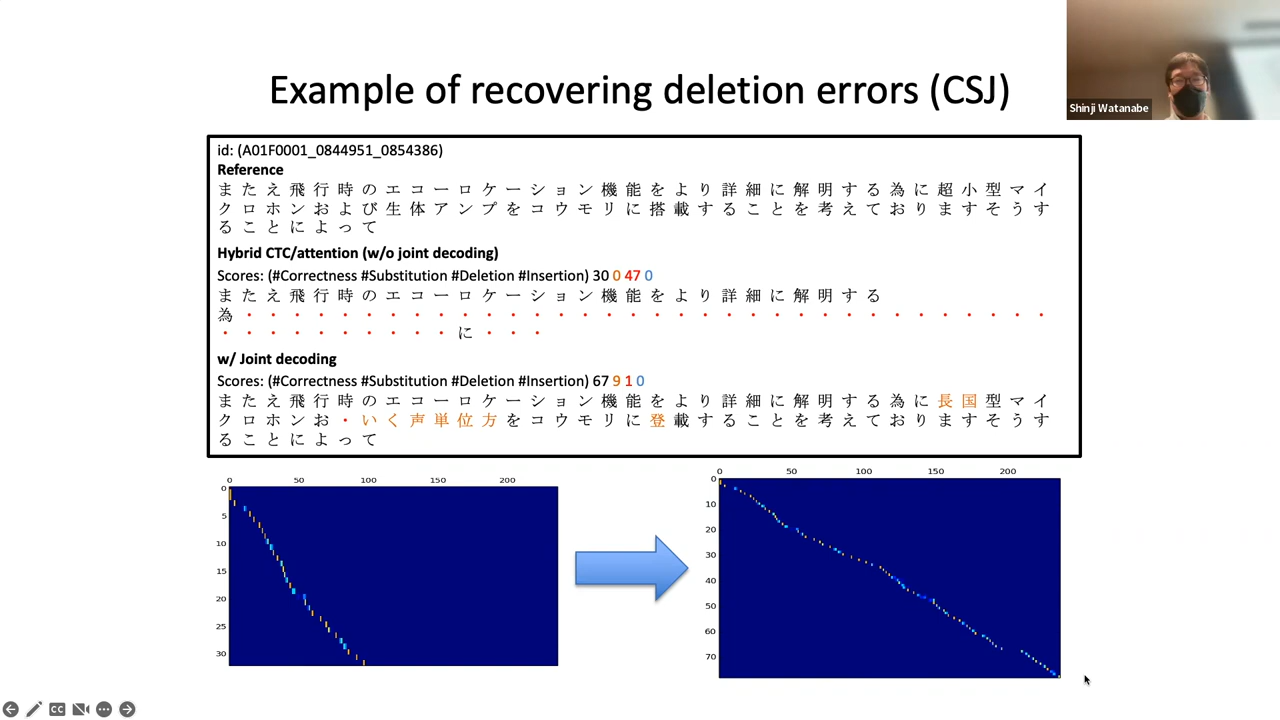 Example of recovering deletion errors (CSJ)
Shinji Watanabe
id: (A01F0001_0844951_0854386)
Reference
またえ飛行時のエコーロケーション機能をより詳細に解明する為に超小型マイ
クロホンおよび生体アンプをコウモリに搭載することを考えておりますそうす
ることによって
Hybrid CTC/attention (w/o joint decoding)
Scores: (#Correctness #Substitution #Deletion #Insertion) 30 0 47 0
またえ飛行時のエコーロケーション機能をより詳細に解明する
為・・・・・・・・・・・・・・・・・・・・・・・・・・・・・・・・・・
・・・・・・・・・・に・・・
w/ Joint decoding
Scores: (#Correctness #Substitution #Deletion #Insertion) 67 9 1 0
またえ飛行時のエコーロケーション機能をより詳細に解明する為に長国型マイ
クロホンお・いく声単位方をコウモリに登載することを考えておりますそうす
ることによって
0 50 100 150 200
0
5
10
15
20
25
30
0 50 100 150 200
0
10
20
30
40
50
60
70
CC